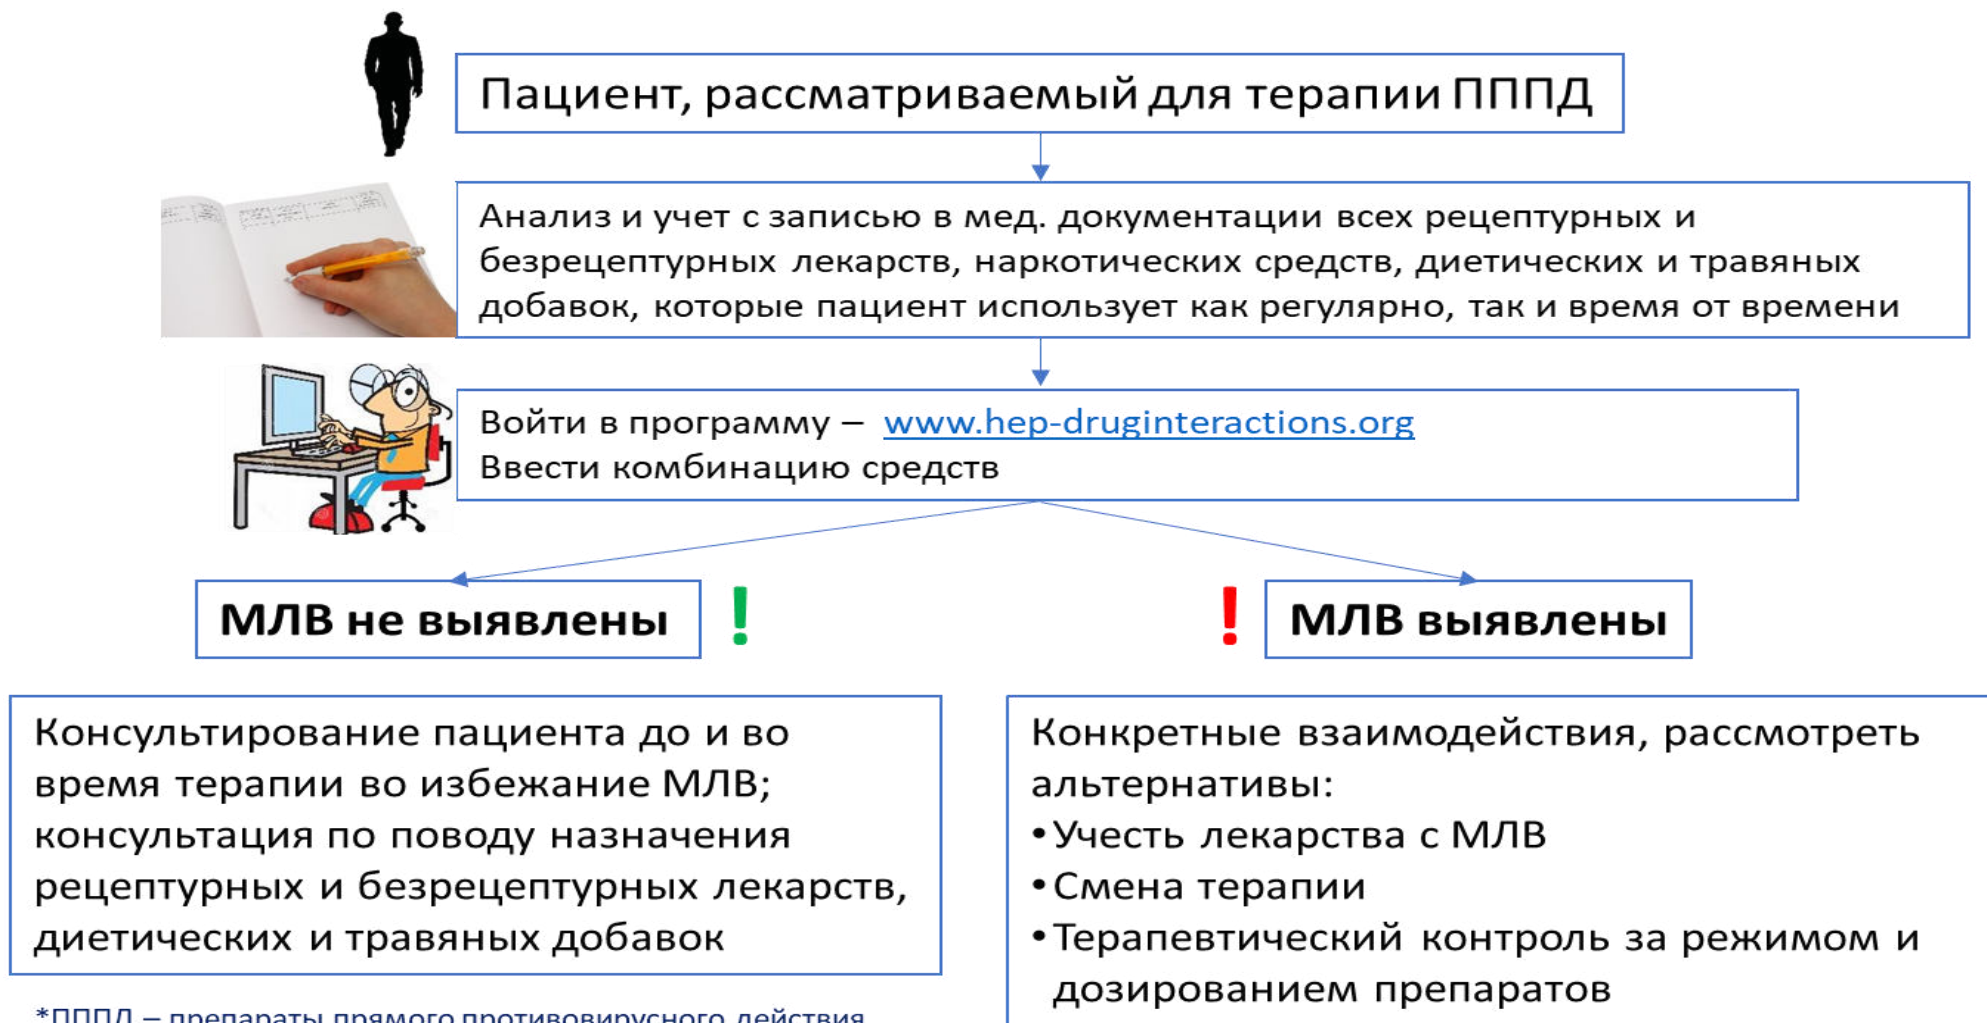 Пациент, рассматриваемый для терапии ПППД
Анализ и учет с записью в мед. документации всех рецептурных и
безрецептурных лекарств, наркотических средств, диетических и травяных
добавок, которые пациент использует как регулярно, так и время от времени
Войти в программу – www.hep-druginteractions.org
Ввести комбинацию средств
МЛВ не выявлены !
! МЛВ выявлены
Консультирование пациента до и во
время терапии во избежание МЛВ;
консультация по поводу назначения
рецептурных и безрецептурных лекарств,
диетических и травяных добавок
Конкретные взаимодействия, рассмотреть
альтернативы:
•Учесть лекарства с МЛВ
•Смена терапии
•Терапевтический контроль за режимом и
дозированием препаратов
*ПППД – препараты прямого противовирусного действия